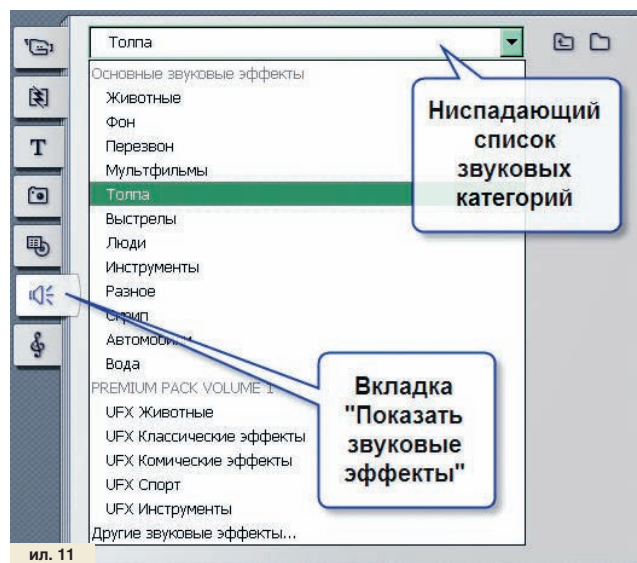 Толпа
Основные звуковые эффекты
Животные
Фон
Перезвон
Мультфильмы
Толпа
Выстрелы
Люди
Инструменты
Разное
Скрип
Автомобили
Вода
PREMIUM PACK VOLUME 1
UFX Животные
UFX Классические эффекты
UFX Комические эффекты
UFX Спорт
UFX Инструменты
Другие звуковые эффекты...
Ниспадающий
список
звуковых
категорий
Вкладка
"Показать
звуковые
эффекты"
T
ил. 11